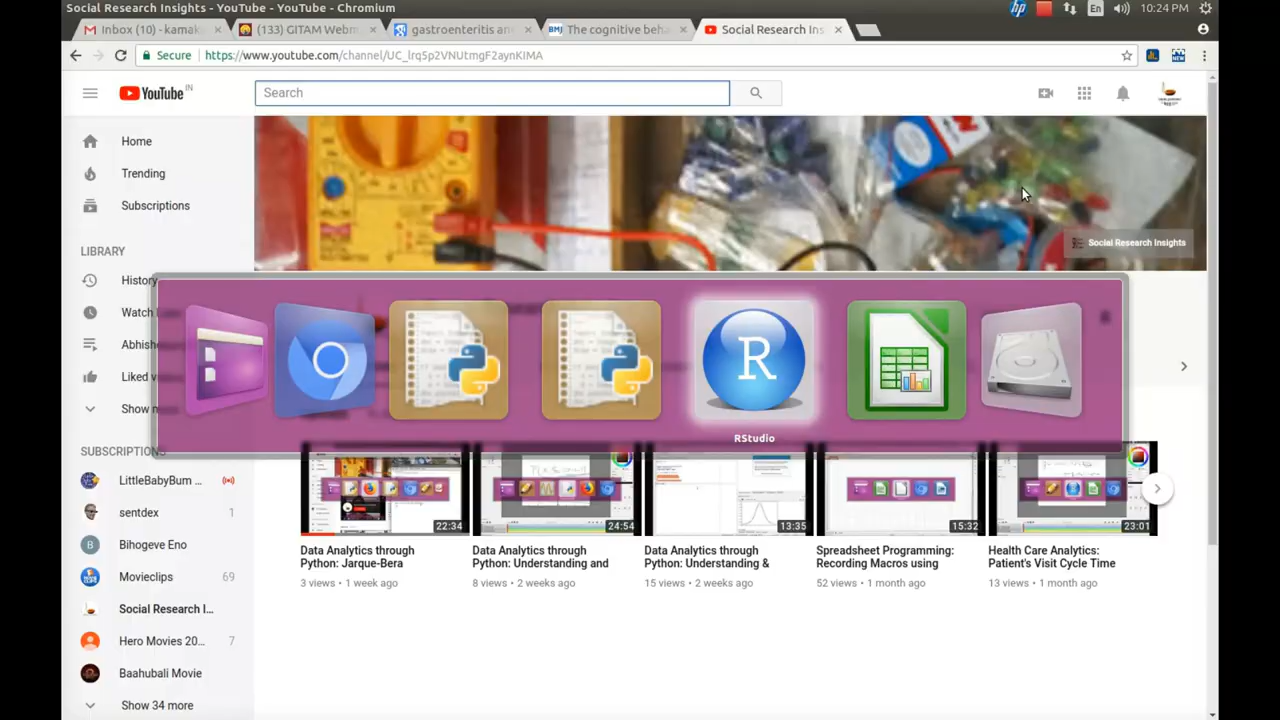 Social Research Insights - YouTube - YouTube - Chromium
10:24 PM
En
Inbox (10) - kamak
(133) GITAM Webm
gastroenteritis an
The cognitive beha
Social Research Ins
Secure
https://www.youtube.com/channel/UC_lrq5p2VNUtmgF2aynKIMA
YouTube IN
Search
Home
Trending
Subscriptions
Social Research Insights
LIBRARY
History
Watch
Abhishe
Liked v
Show
RStudio
SUBSCRIPTION
LittleBabyBum ...
sentdex 1
Bihogeve Eno
Movieclips 69
Social Research I...
Hero Movies 20... 7
Baahubali Movie
Show 34 more
22:34
24:54
13:35
15:32
23:01
Data Analytics through
Python: Jarque-Bera
3 views • 1 week ago
Data Analytics through
Python: Understanding and
8 views • 2 weeks ago
Data Analytics through
Python: Understanding &
15 views • 2 weeks ago
Spreadsheet Programming:
Recording Macros using
52 views • 1 month ago
Health Care Analytics:
Patient's Visit Cycle Time
13 views • 1 month ago